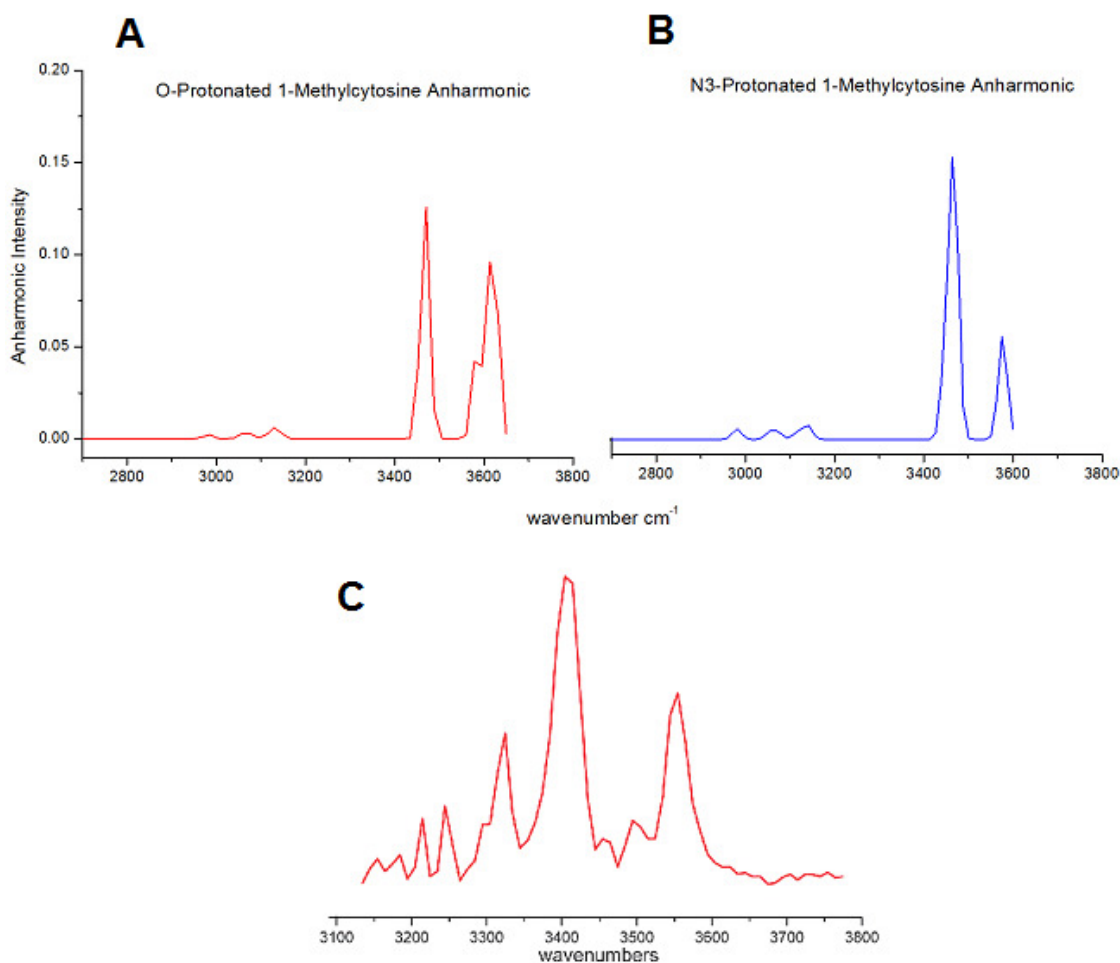 A
B
O-Protonated 1-Methylcytosine Anharmonic
N3-Protonated 1-Methylcytosine Anharmonic
Anharmonic Intensity
0.20
0.15
0.10
0.05
0.00
2800 3000 3200 3400 3600 3800
2800 3000 3200 3400 3600 3800
wavenumber cm⁻¹
C
3100 3200 3300 3400 3500 3600 3700 3800
wavenumbers